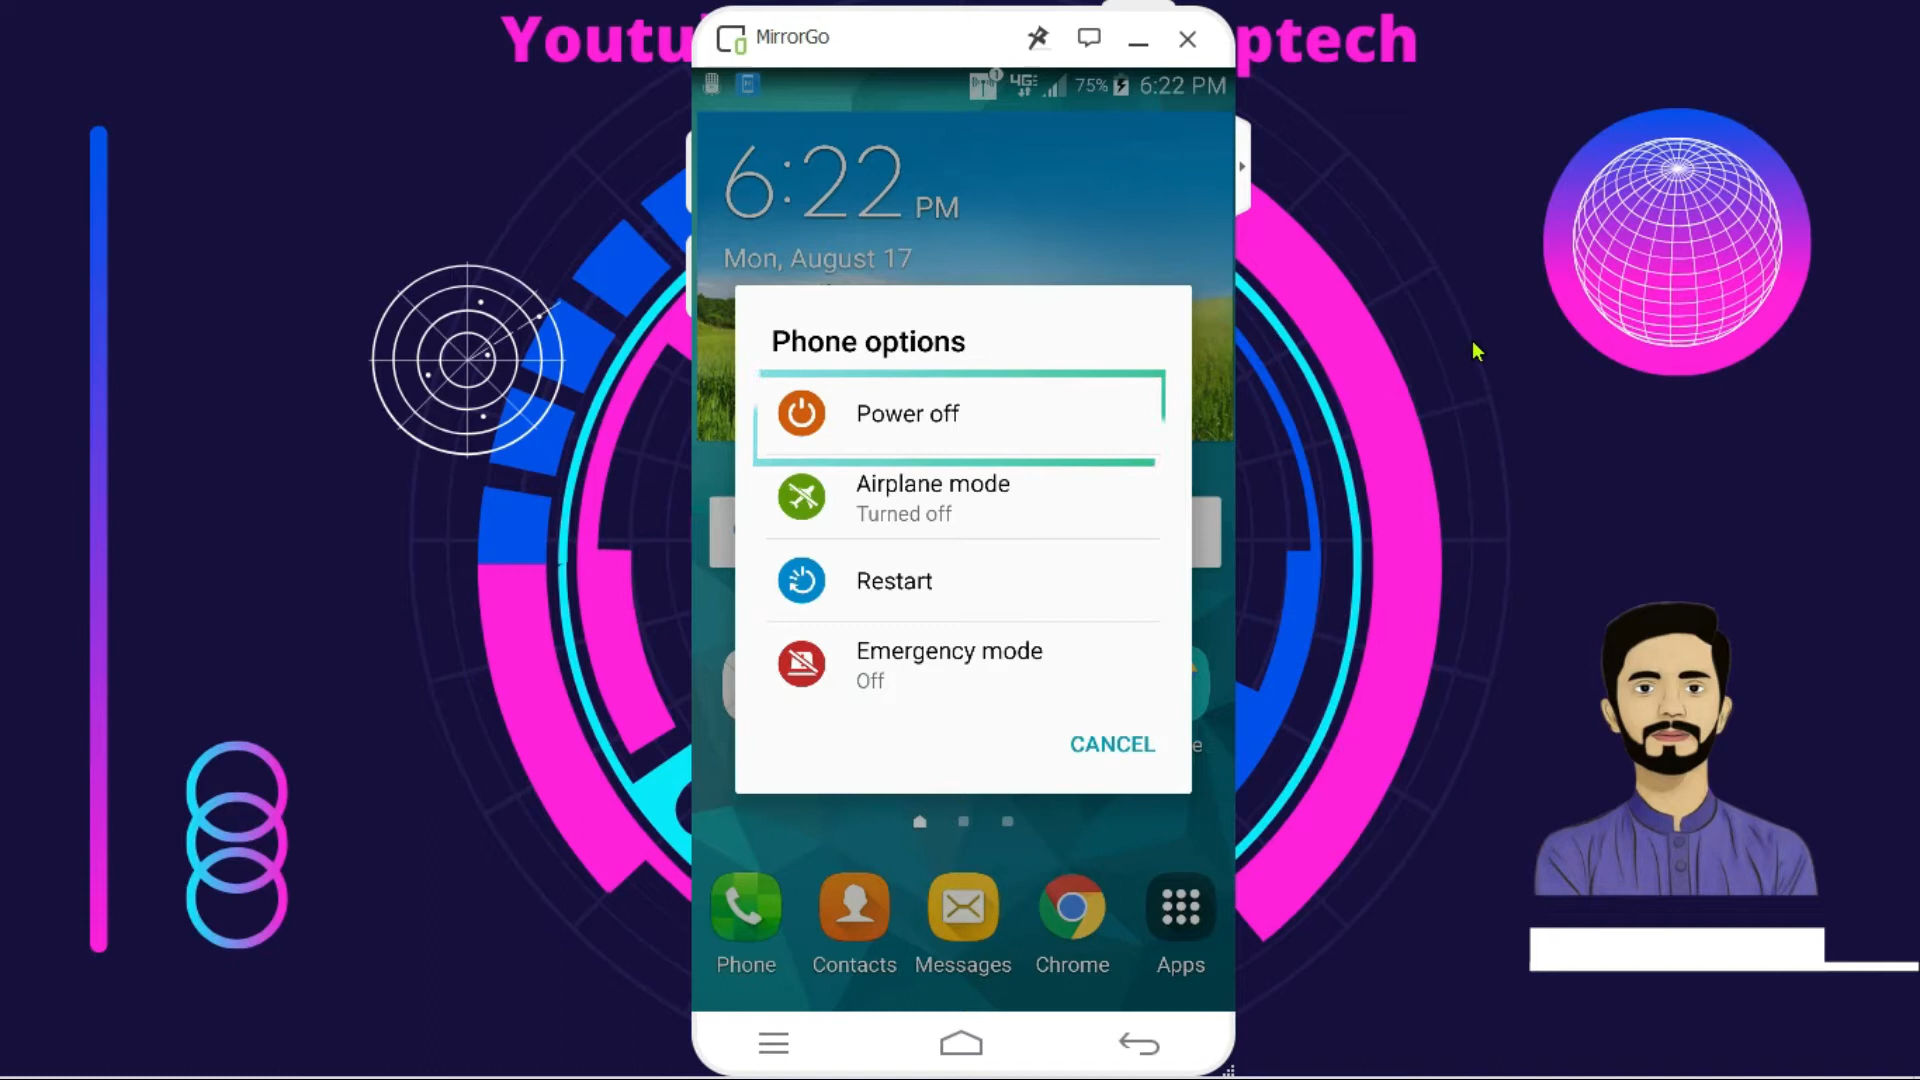 Youtu
ptech
MirrorGo
4G
75%
6:22 PM
6:22 PM
Mon, August 17
Phone options
Power off
Airplane mode
Turned off
Restart
Emergency mode
Off
CANCEL
e
Phone
Contacts
Messages
Chrome
Apps